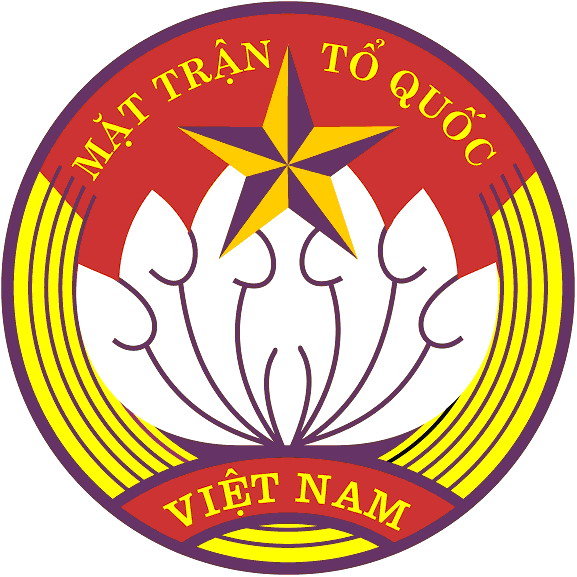 MẶT TRẬN TỔ QUỐC
VIỆT NAM